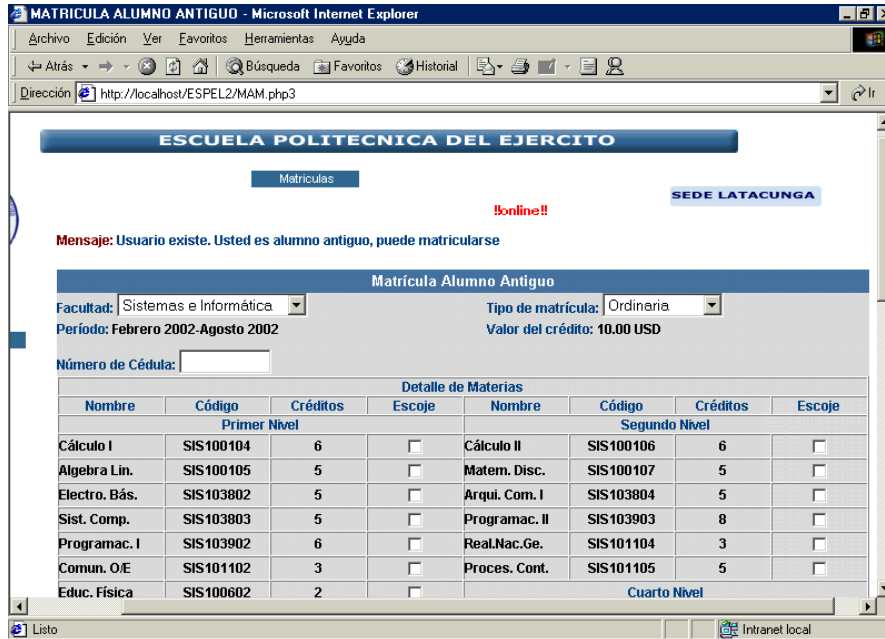 MATRICULA ALUMNO ANTIGUO - Microsoft Internet Explorer
Archivo Edición Ver Favoritos Herramientas Ayuda
Atrás Búsqueda Favoritos Historial
Dirección http://localhost/ESPEL2/MAM.php3 Ir
ESCUELA POLITECNICA DEL EJERCITO
Matriculas
SEDE LATACUNGA
!!online!!
Mensaje: Usuario existe. Usted es alumno antiguo, puede matricularse
Matrícula Alumno Antiguo
Facultad: Sistemas e Informática Tipo de matrícula: Ordinaria
Período: Febrero 2002-Agosto 2002 Valor del crédito: 10.00 USD
Número de Cédula:
Detalle de Materias
Nombre Código Créditos Escoje Nombre Código Créditos Escoje
Primer Nivel Segundo Nivel
Cálculo I SIS100104 6 Cálculo II SIS100106 6
Algebra Lin. SIS100105 5 Matem. Disc. SIS100107 5
Electro. Bás. SIS103802 5 Arqui. Com. I SIS103804 5
Sist. Comp. SIS103803 5 Programac. II SIS103903 8
Programac. I SIS103902 6 Real.Nac.Ge. SIS101104 3
Comun. O/E SIS101102 3 Proces. Cont. SIS101105 5
Educ. Física SIS100602 2 Cuarto Nivel
Listo Intranet local